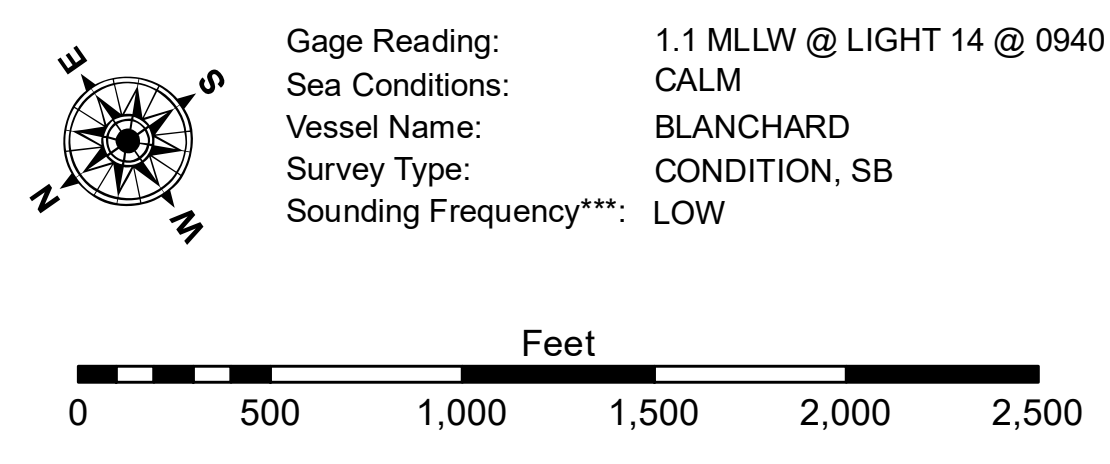 E
S
N
W
Gage Reading: 1.1 MLLW @ LIGHT 14 @ 0940
Sea Conditions: CALM
Vessel Name: BLANCHARD
Survey Type: CONDITION, SB
Sounding Frequency***: LOW
Feet
0 500 1,000 1,500 2,000 2,500